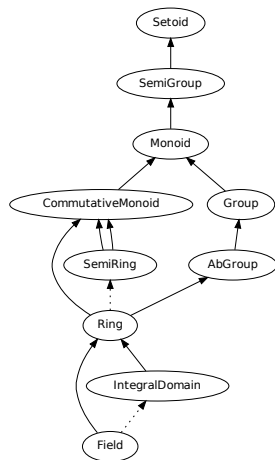 Setoid
SemiGroup
Monoid
CommutativeMonoid
Group
SemiRing
AbGroup
Ring
IntegralDomain
Field